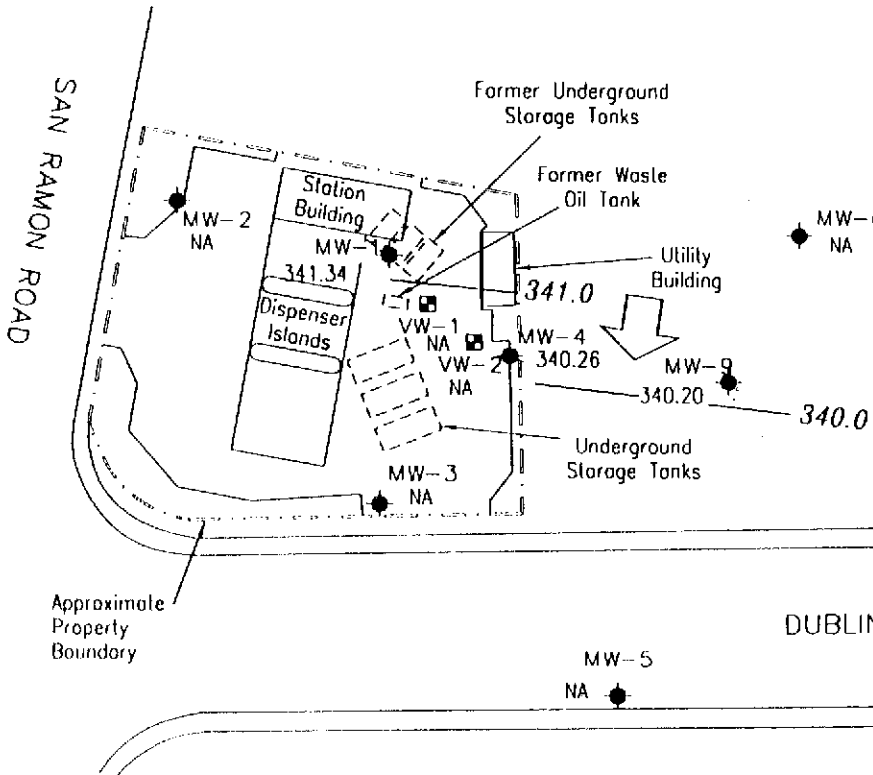 SAN RAMON ROAD
Former Underground
Storage Tanks
Former Waste
Oil Tank
Station
Building
MW-2
NA
MW-1
341.34
Utility
Building
341.0
Dispenser
Islands
VW-1
NA
VW-2
NA
MW-4
340.26
MW-9
340.20
340.0
MW-
NA
Underground
Storage Tanks
MW-3
NA
Approximate
Property
Boundary
DUBLIN
MW-5
NA